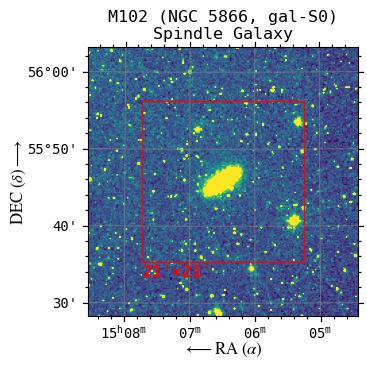 M102 (NGC 5866, gal-S0)
Spindle Galaxy
56°00'
55°50'
40'
30'
DEC (δ) ⟶
21'×21'
15ʰ08ᵐ 07ᵐ 06ᵐ 05ᵐ
⟵ RA (α)